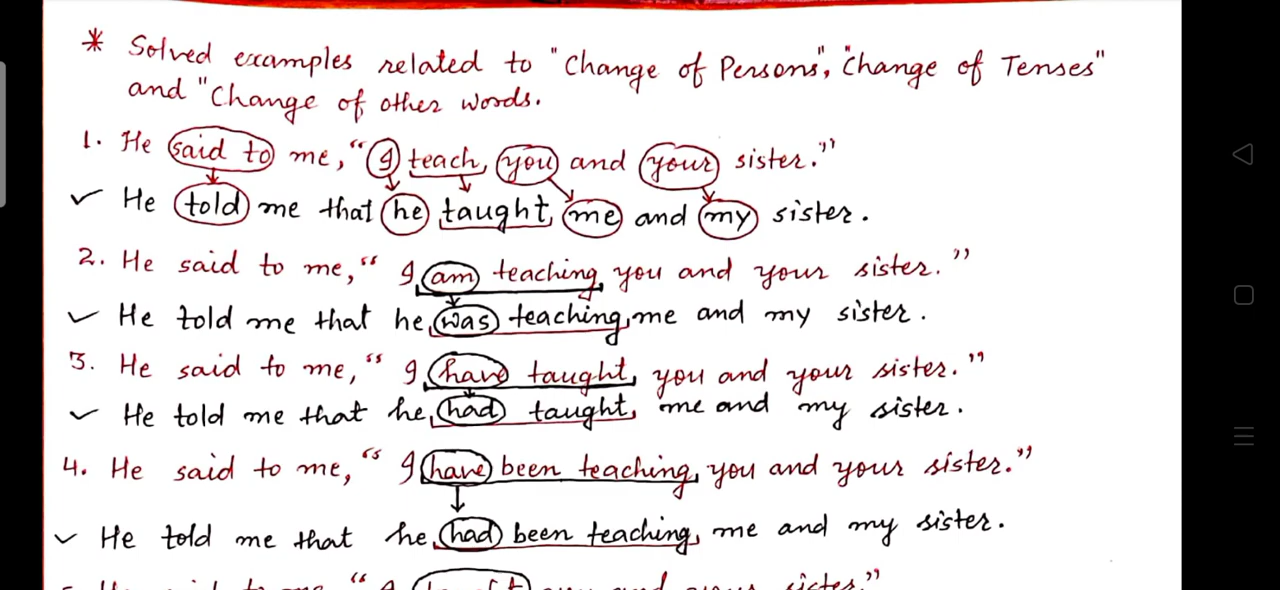 * Solved examples related to "Change of Persons", "Change of Tenses"
and "Change of other words.
1. He said to me, "I teach you and your sister."
✓ He told me that he taught me and my sister.
2. He said to me, "I am teaching you and your sister."
✓ He told me that he was teaching me and my sister.
3. He said to me, "I have taught you and your sister."
✓ He told me that he had taught me and my sister.
4. He said to me, "I have been teaching you and your sister."
✓ He told me that he had been teaching me and my sister.